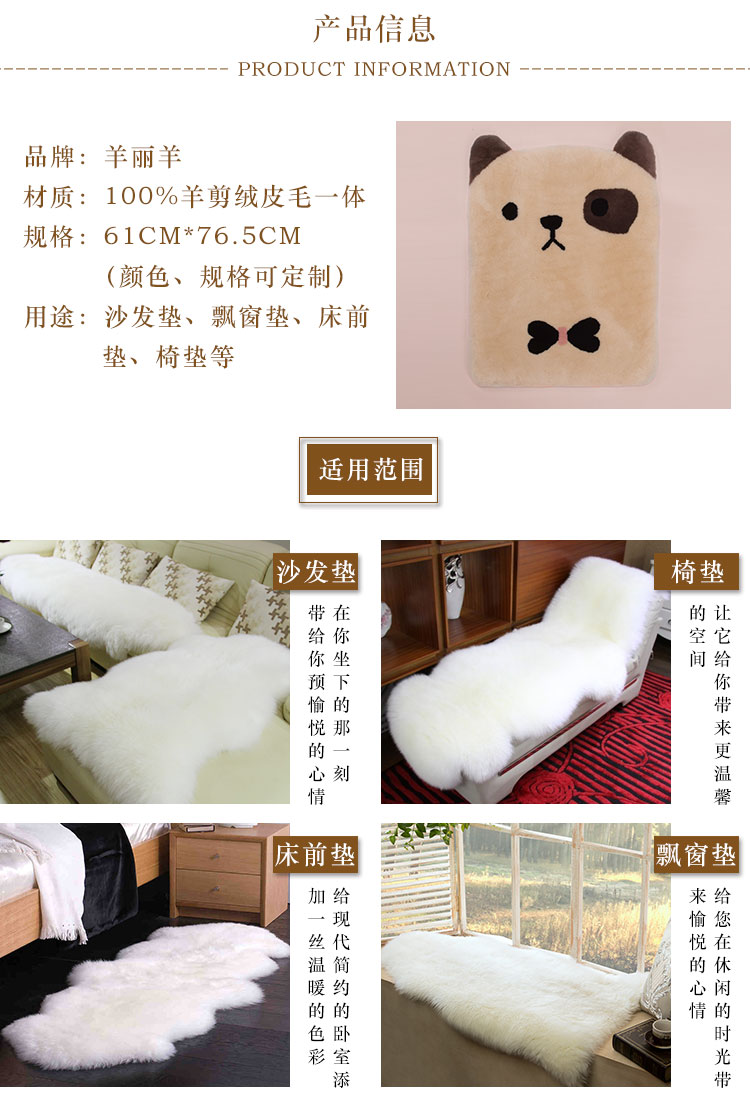 产品信息
PRODUCT INFORMATION
品牌：羊丽羊
材质：100%羊剪绒皮毛一体
规格：61CM*76.5CM
(颜色、规格可定制)
用途：沙发垫、飘窗垫、床前
垫、椅垫等
适用范围
沙发垫
在你坐下的那一刻
带给你预愉悦的心情
椅垫
让它给你带来更温馨
的空间
床前垫
给现代简约的卧室添
加一丝温暖的色彩
飘窗垫
给您在休闲的时光带
来愉悦的心情